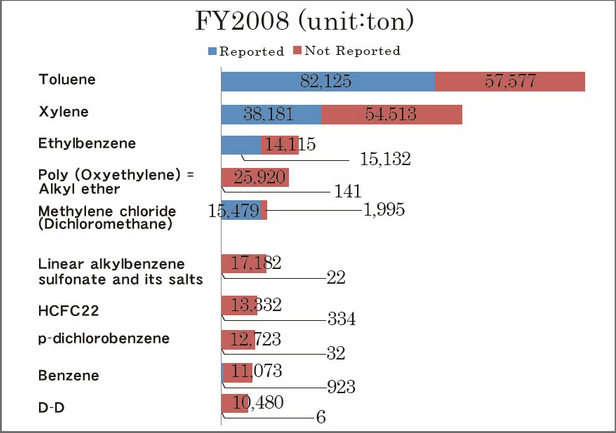 FY2008 (unit:ton)
Reported Not Reported
Toluene 82,125 57,577
Xylene 38,181 54,513
Ethylbenzene 14,115
15,132
Poly (Oxyethylene) = 25,920
Alkyl ether 141
Methylene chloride 15,479 1,995
(Dichloromethane)
Linear alkylbenzene 17,182
sulfonate and its salts 22
HCFC22 13,332
334
p-dichlorobenzene 12,723
32
Benzene 11,073
923
D-D 10,480
6